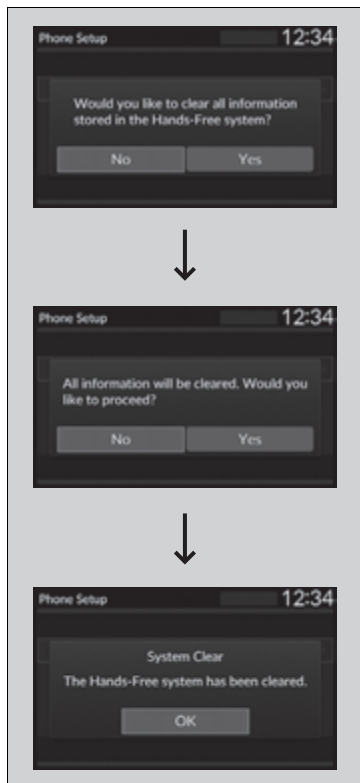 Phone Setup 12:34
Would you like to clear all information
stored in the Hands-Free system?
No Yes
Phone Setup 12:34
All information will be cleared. Would you
like to proceed?
No Yes
Phone Setup 12:34
System Clear
The Hands-Free system has been cleared.
OK